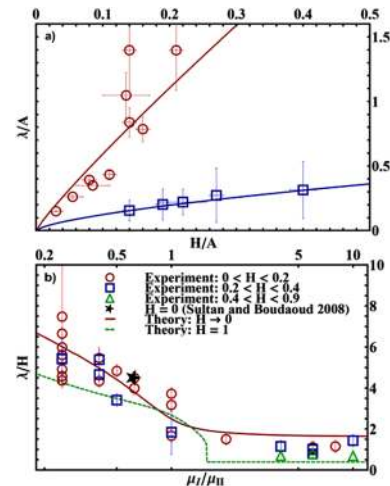 0 0.1 0.2 0.3 0.4 0.5
a)
1.5
1
0.5
0
λ/A
H/A
0.2 0.5 1 5 10
b)
Experiment: 0 < H < 0.2
Experiment: 0.2 < H < 0.4
Experiment: 0.4 < H < 0.9
H = 0 (Sultan and Boudaoud 2008)
Theory: H → 0
Theory: H = 1
10
8
6
4
2
0
λ/H
μI/μII